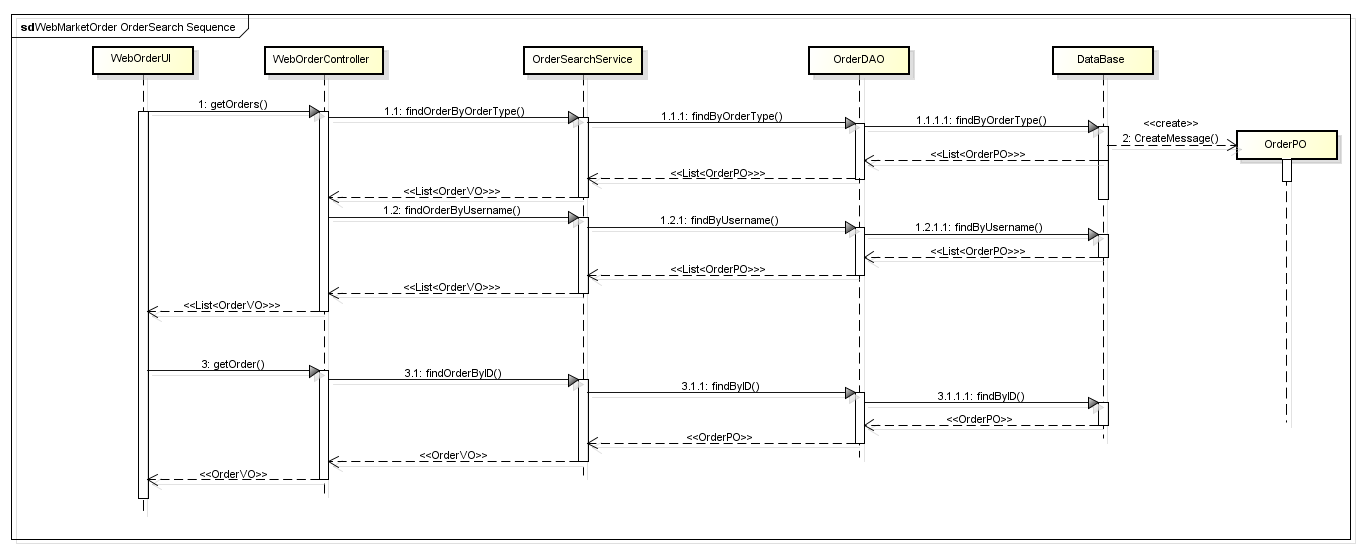 sdWebMarketOrder OrderSearch Sequence
WebOrderUI
WebOrderController
OrderSearchService
OrderDAO
DataBase
1: getOrders()
1.1: findOrderByOrderType()
1.1.1: findByOrderType()
1.1.1.1: findByOrderType()
<<create>>
2: CreateMessage()
OrderPO
<<List<OrderPO>>>
<<List<OrderPO>>>
<<List<OrderVO>>>
1.2: findOrderByUsername()
1.2.1: findByUsername()
1.2.1.1: findByUsername()
<<List<OrderPO>>>
<<List<OrderPO>>>
<<List<OrderVO>>>
<<List<OrderVO>>>
3: getOrder()
3.1: findOrderByID()
3.1.1: findByID()
3.1.1.1: findByID()
<<OrderPO>>
<<OrderPO>>
<<OrderVO>>
<<OrderVO>>